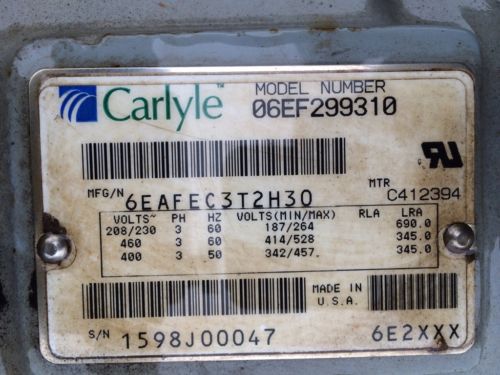 Carlyle™
MODEL NUMBER
06EF299310
MFG/N 6EAFEC3T2H3O
MTR
C412394
VOLTS~ PH HZ VOLTS(MIN/MAX) RLA LRA
208/230 3 60 187/264 690.0
460 3 60 414/528 345.0
400 3 50 342/457. 345.0
MADE IN
U.S.A.
S/N 1598J00047
6E2XXX